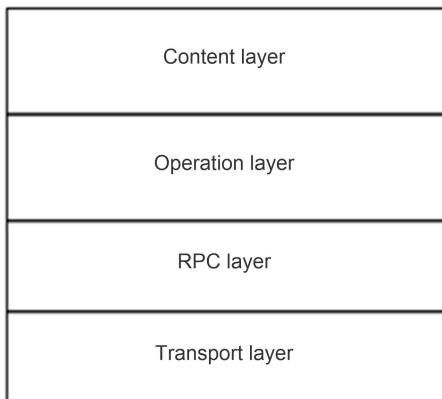 Content layer
Operation layer
RPC layer
Transport layer